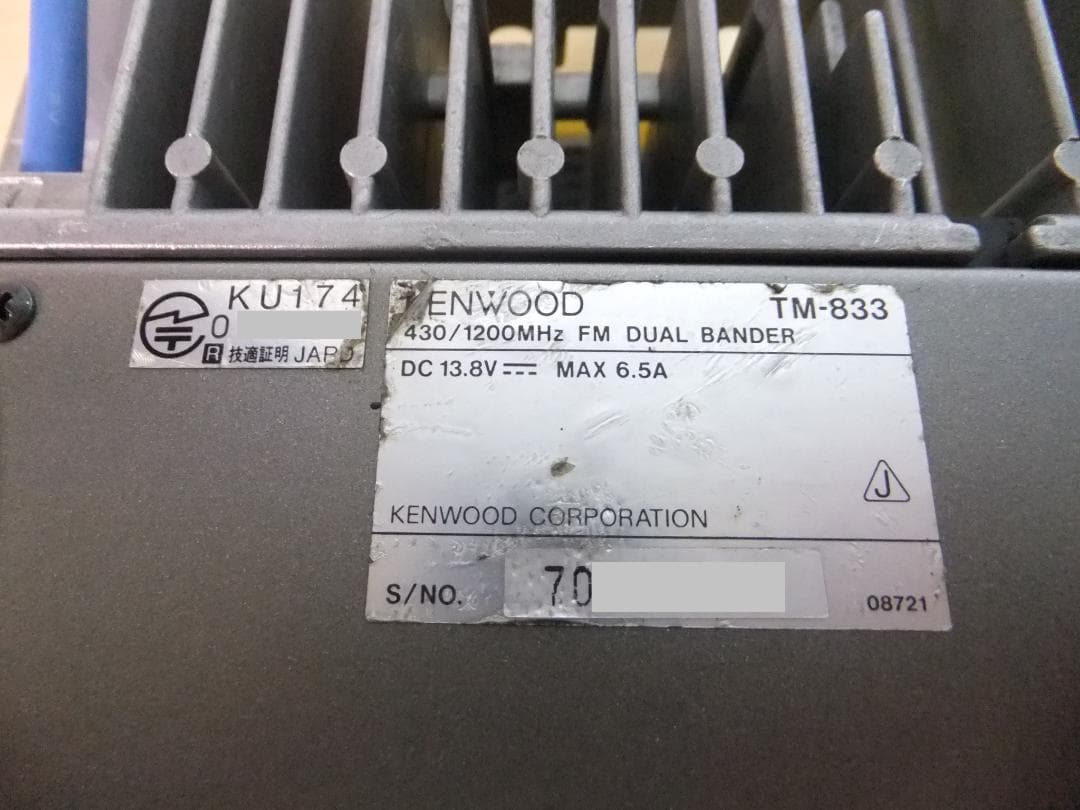 KU174
0
R 技適証明 JARD
KENWOOD TM-833
430/1200MHz FM DUAL BANDER
DC 13.8V MAX 6.5A
J
KENWOOD CORPORATION
S/NO. 70
08721